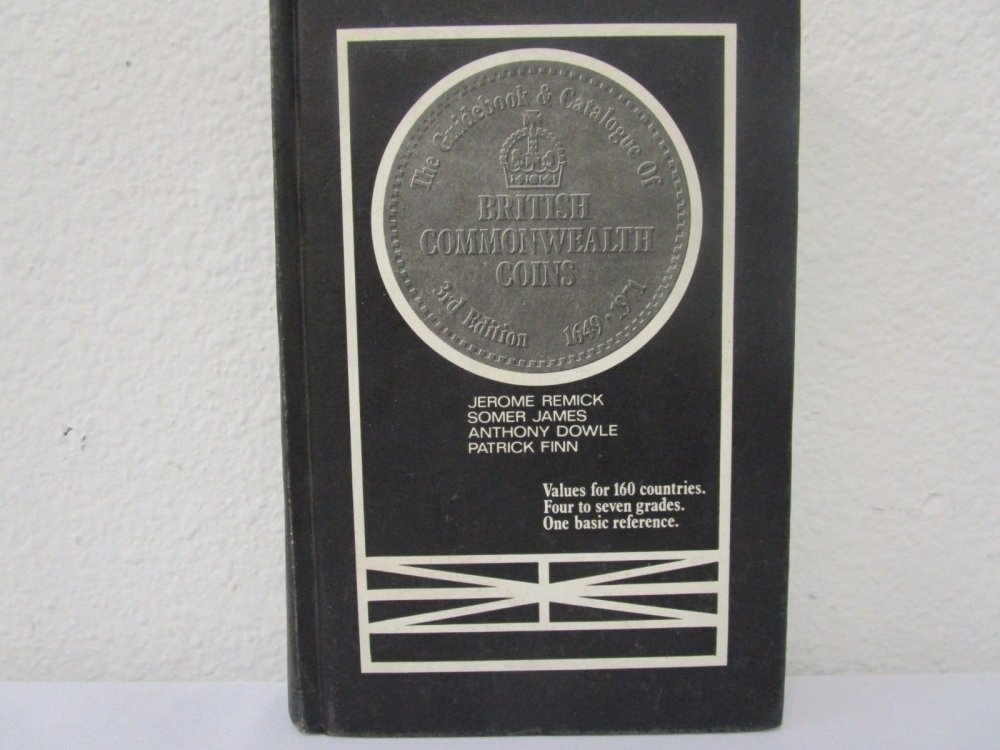 The Guidebook & Catalogue Of
BRITISH
COMMONWEALTH
COINS
3rd Edition 1649-1971
JEROME REMICK
SOMER JAMES
ANTHONY DOWLE
PATRICK FINN
Values for 160 countries.
Four to seven grades.
One basic reference.